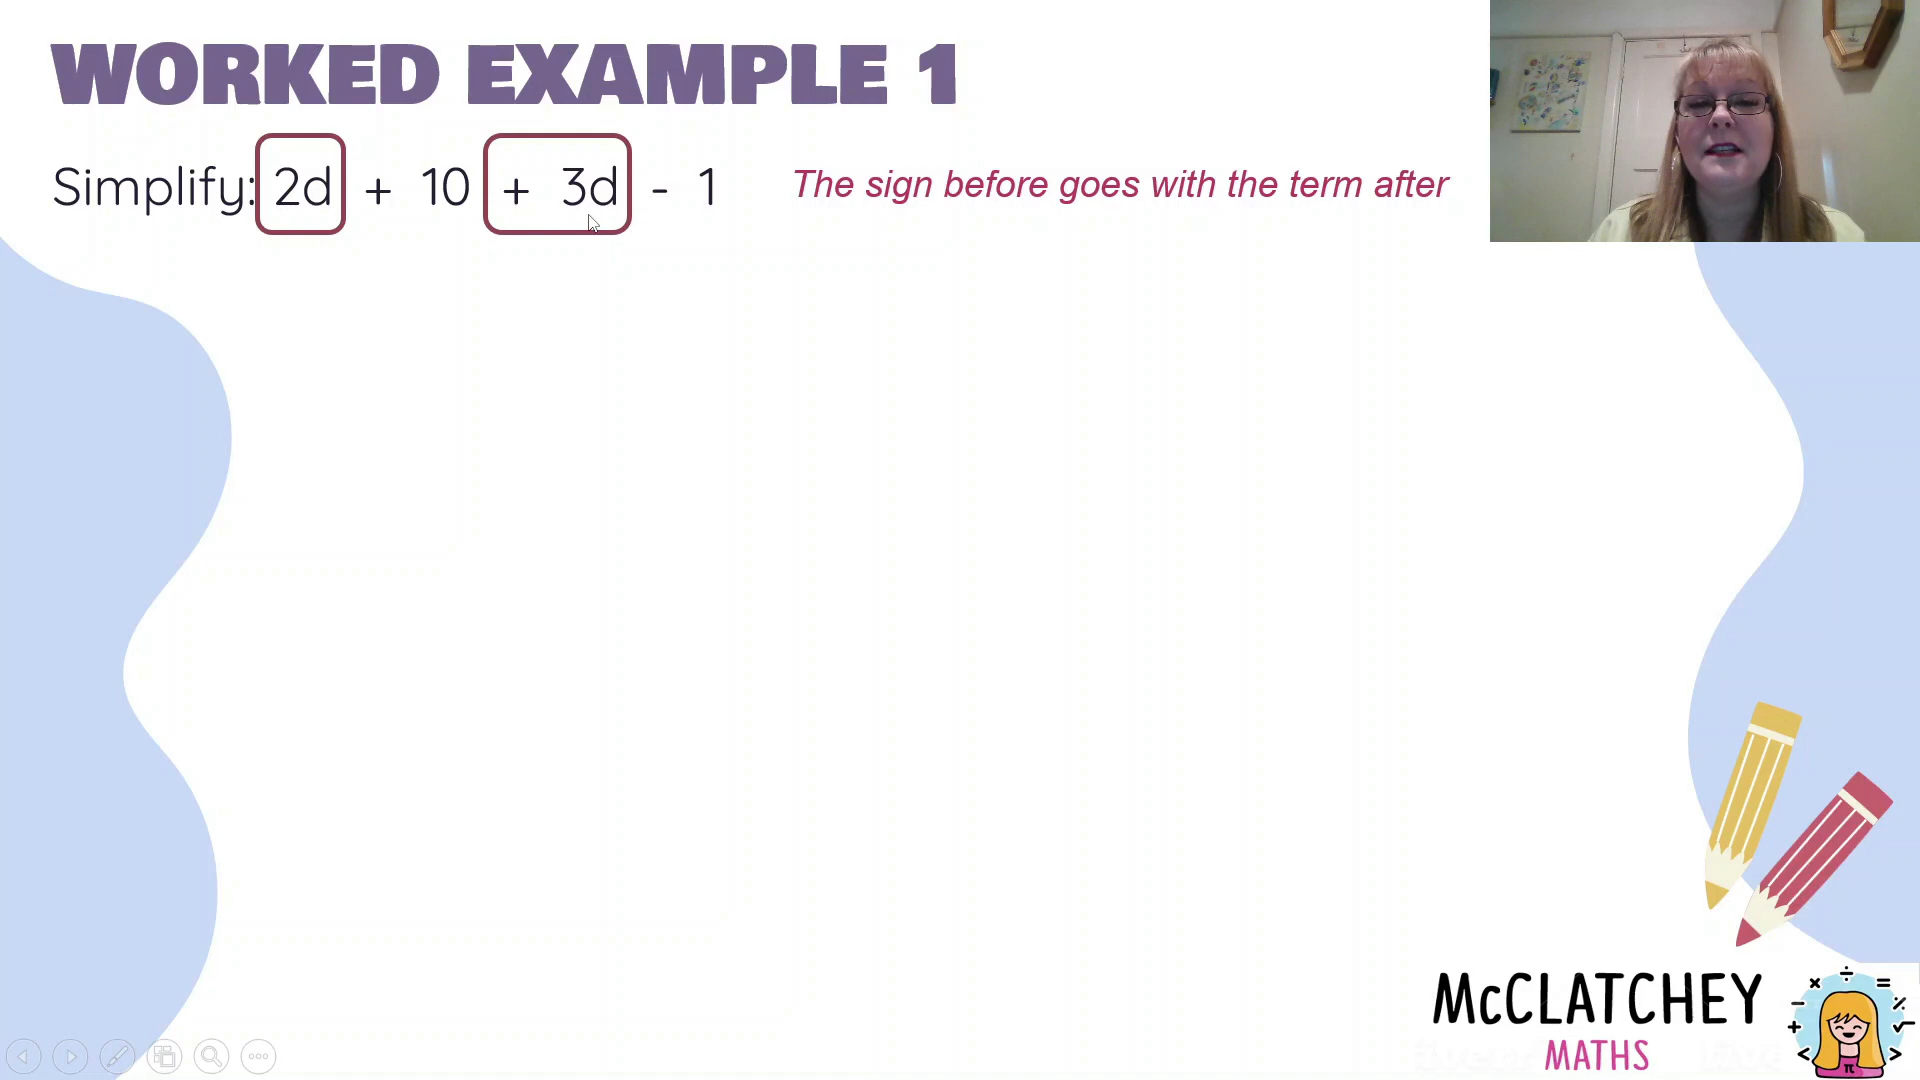 WORKED EXAMPLE 1
Simplify: 2d + 10 + 3d - 1
The sign before goes with the term after
McCLATCHEY
MATHS